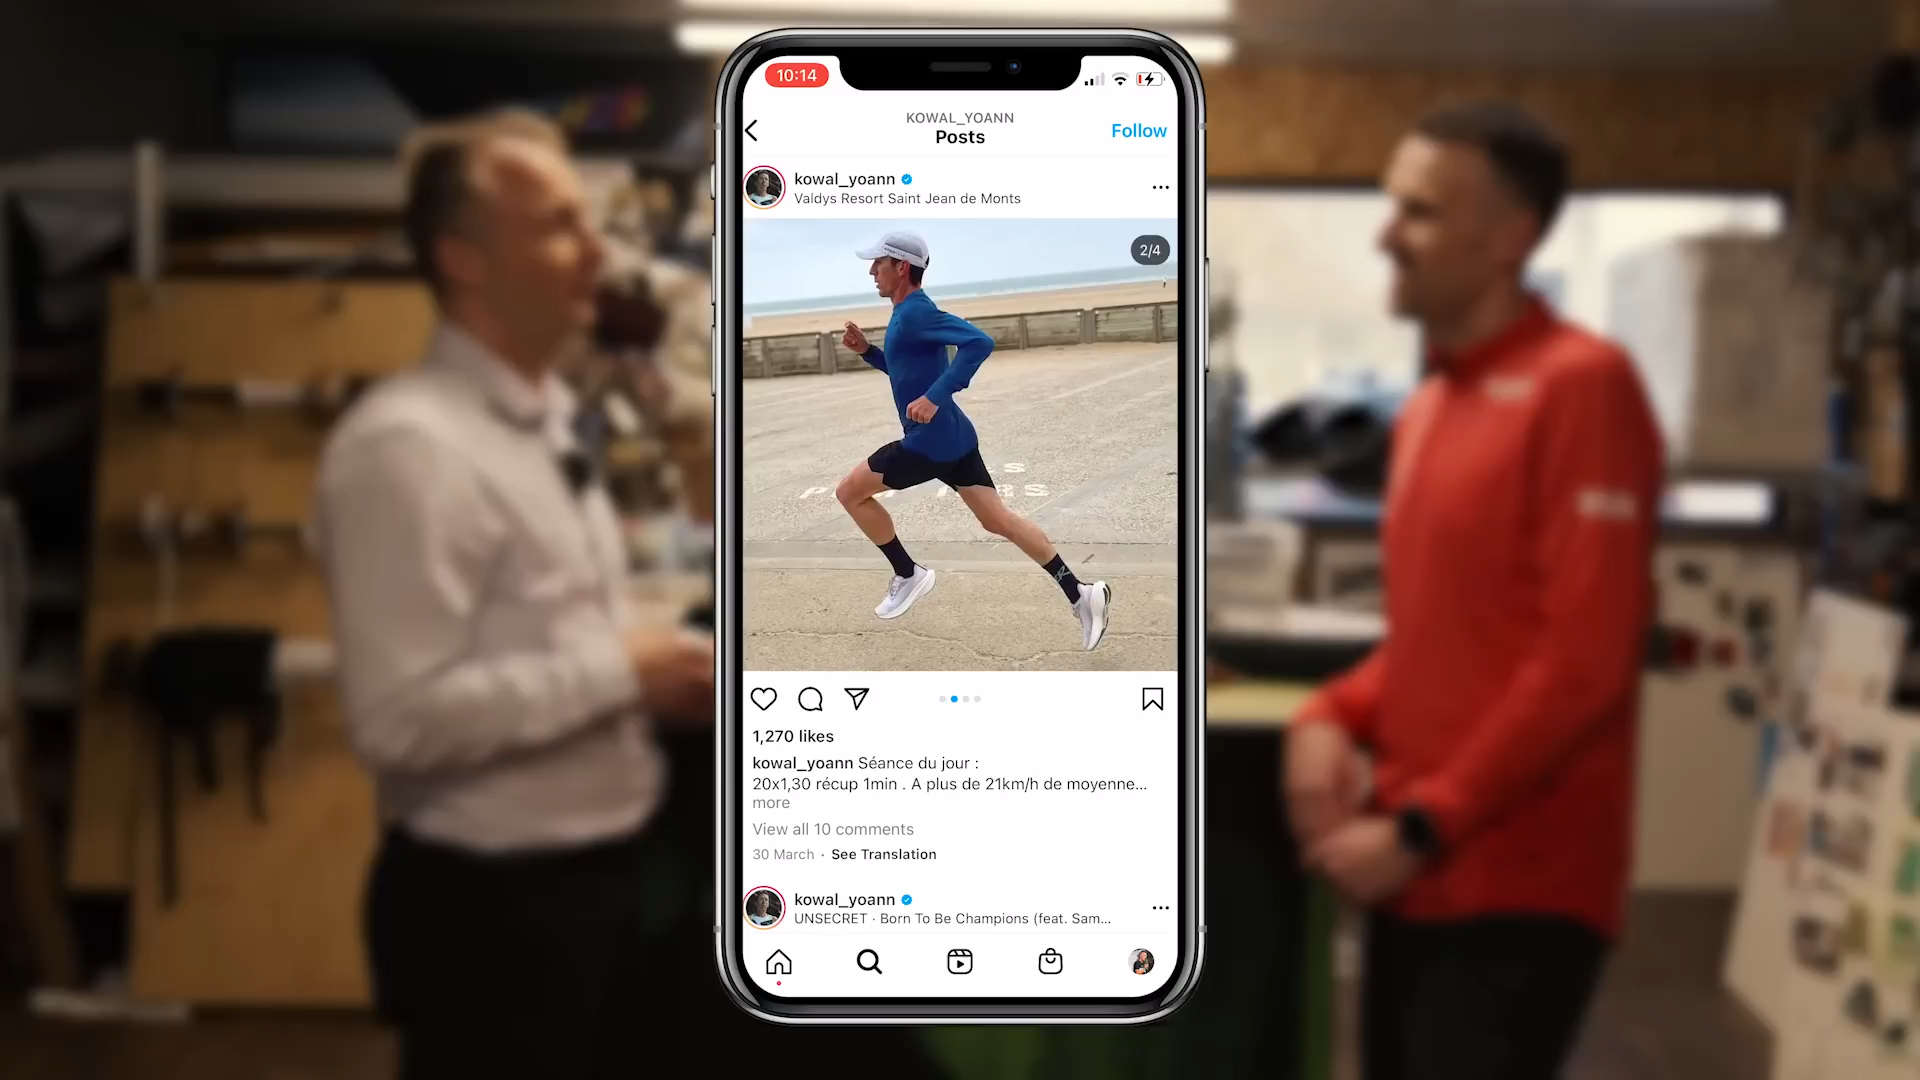 10:14
KOWAL_YOANN
Posts
Follow
kowal_yoann
Valdys Resort Saint Jean de Monts
2/4
1,270 likes
kowal_yoann Séance du jour :
20x1,30 récup 1min . A plus de 21km/h de moyenne...
more
View all 10 comments
30 March · See Translation
kowal_yoann
UNSECRET · Born To Be Champions (feat. Sam...